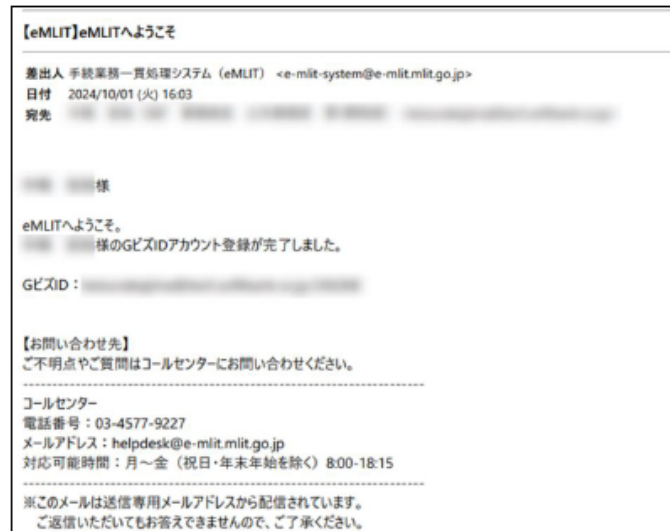 【eMLIT】eMLITへようこそ
差出人 手続業務一貫処理システム（eMLIT） <e-mlit-system@e-mlit.mlit.go.jp>
日付 2024/10/01 (火) 16:03
宛先
様
eMLITへようこそ。
様のGビズIDアカウント登録が完了しました。
GビズID：
【お問い合わせ先】
ご不明点やご質問はコールセンターにお問い合わせください。
------------------------------------------------------------------
コールセンター
電話番号：03-4577-9227
メールアドレス：helpdesk@e-mlit.mlit.go.jp
対応可能時間：月～金（祝日・年末年始を除く）8:00-18:15
------------------------------------------------------------------
※このメールは送信専用メールアドレスから配信されています。
ご返信いただいてもお答えできませんので、ご了承ください。